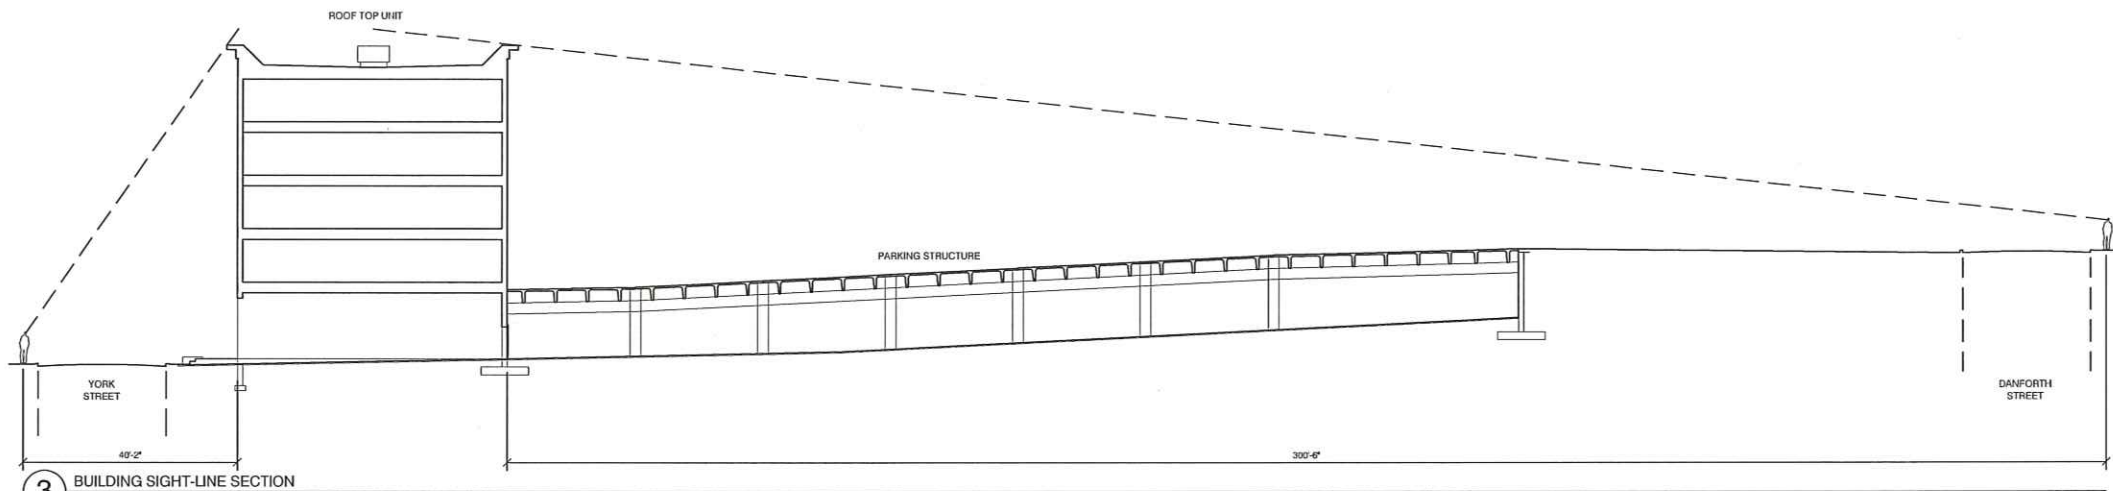 ROOF TOP UNIT
PARKING STRUCTURE
YORK
STREET
DANFORTH
STREET
40'-2"
300'-6"
3
BUILDING SIGHT-LINE SECTION